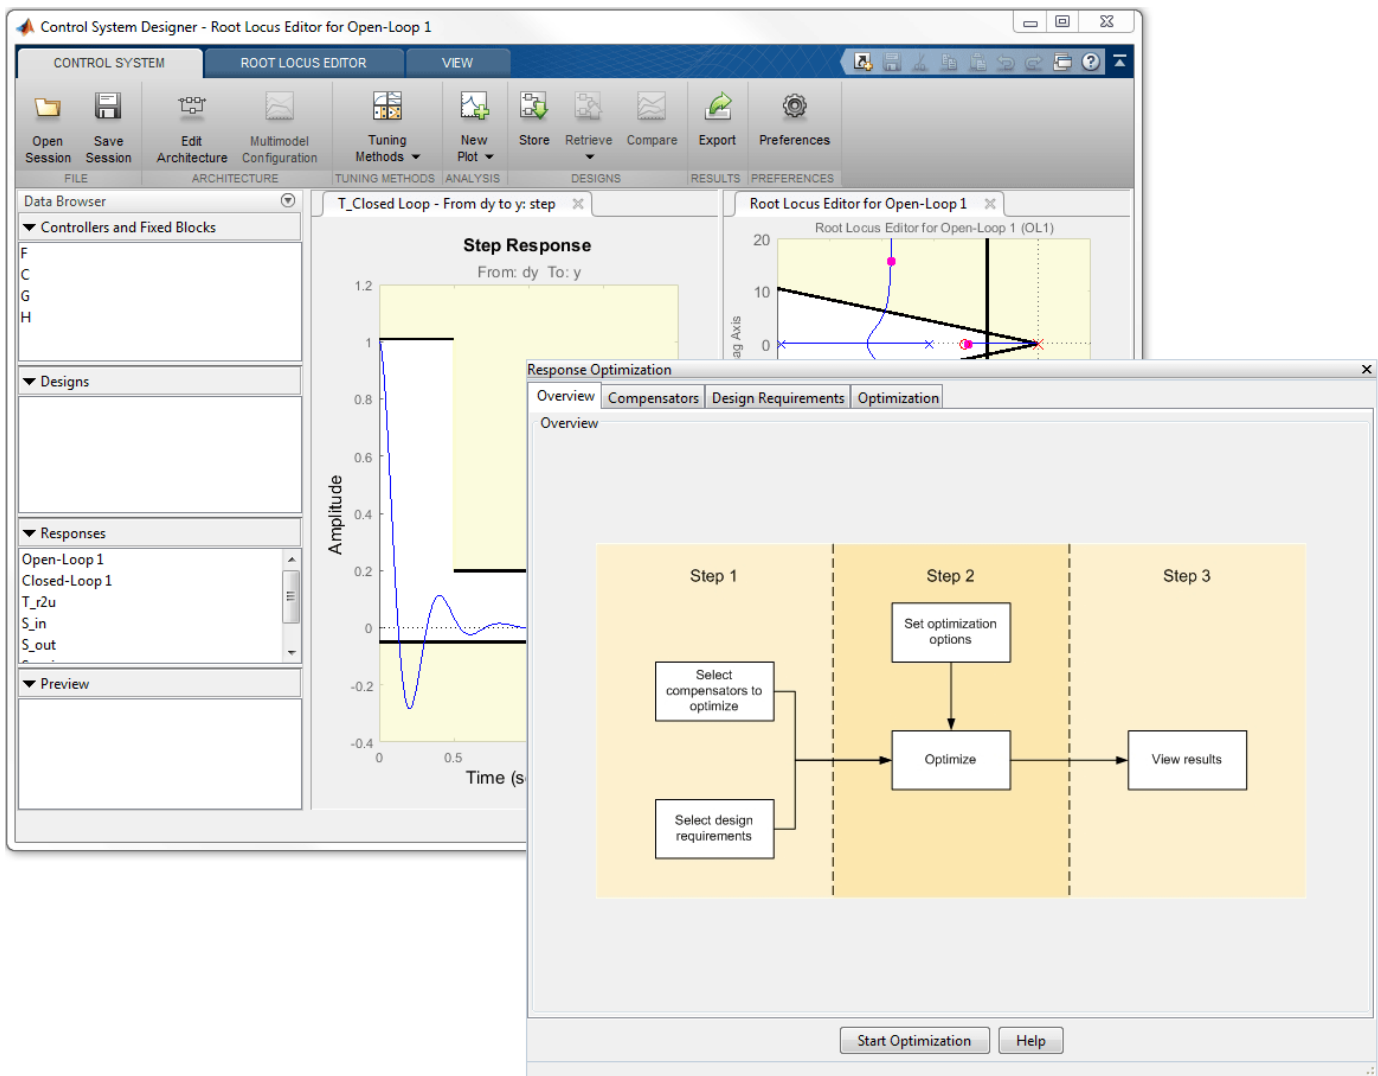 Control System Designer - Root Locus Editor for Open-Loop 1
CONTROL SYSTEM
ROOT LOCUS EDITOR
VIEW
Open Session
Save Session
Edit Architecture
Multimodel Configuration
Tuning Methods
New Plot
Store
Retrieve
Compare
Export
Preferences
FILE
ARCHITECTURE
TUNING METHODS
ANALYSIS
DESIGNS
RESULTS
PREFERENCES
Data Browser
Controllers and Fixed Blocks
F
C
G
H
Designs
Responses
Open-Loop 1
Closed-Loop 1
T_r2u
S_in
S_out
Preview
T_Closed Loop - From dy to y: step
Step Response
From: dy To: y
1.2
1
0.8
0.6
0.4
0.2
0
-0.2
-0.4
Amplitude
0
0.5
Time (s
Root Locus Editor for Open-Loop 1
Root Locus Editor for Open-Loop 1 (OL1)
20
10
0
ag Axis
Response Optimization
Overview
Compensators
Design Requirements
Optimization
Overview
Step 1
Step 2
Step 3
Set optimization
options
Select
compensators to
optimize
Optimize
View results
Select design
requirements
Start Optimization
Help